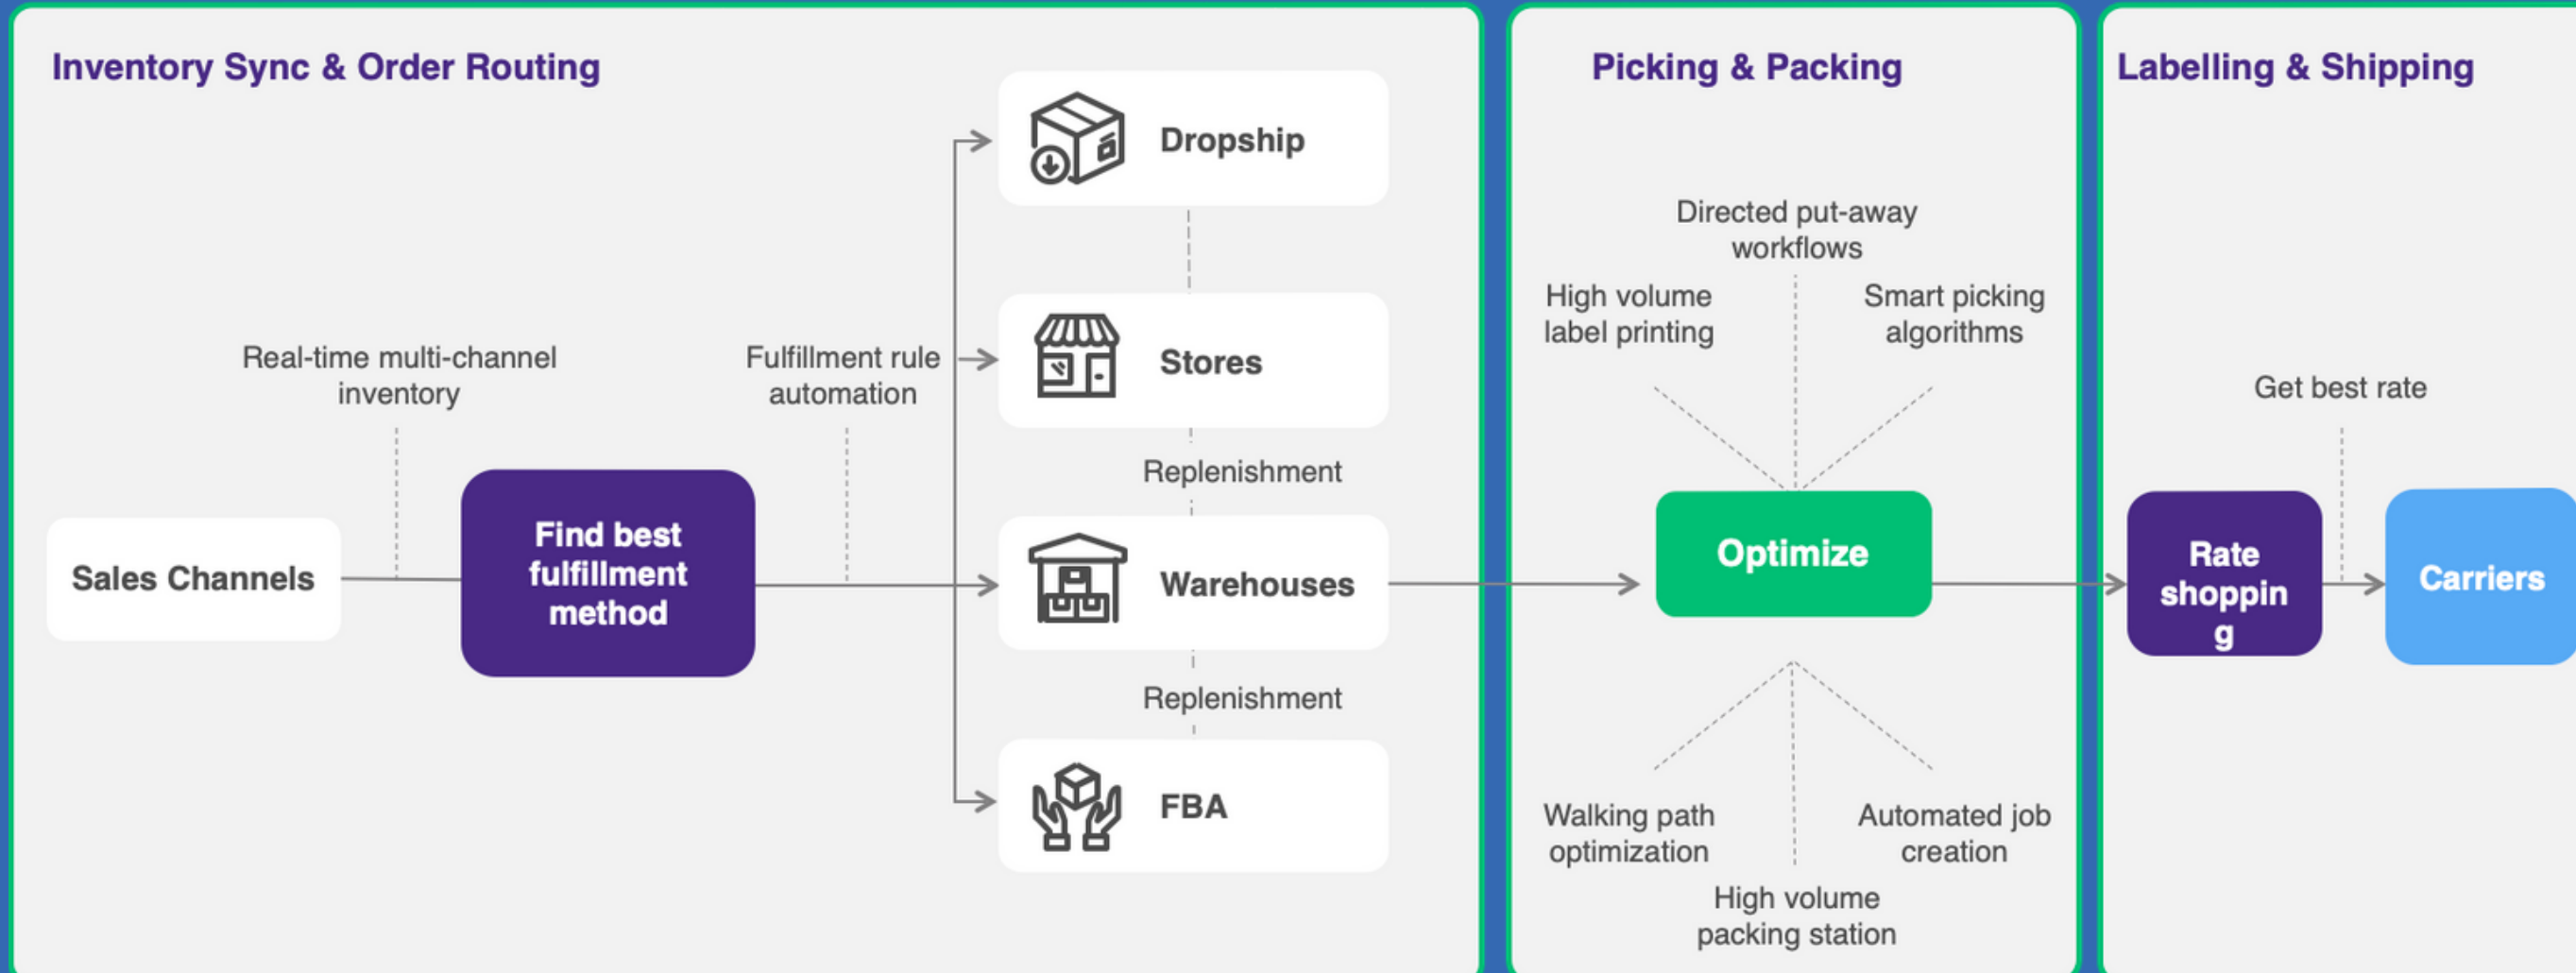 Inventory Sync & Order Routing
Real-time multi-channel
inventory
Fulfillment rule
automation
Sales Channels
Find best
fulfillment
method
Dropship
Stores
Replenishment
Warehouses
Replenishment
FBA
Picking & Packing
Directed put-away
workflows
High volume
label printing
Smart picking
algorithms
Optimize
Walking path
optimization
Automated job
creation
High volume
packing station
Labelling & Shipping
Get best rate
Rate
shoppin
g
Carriers